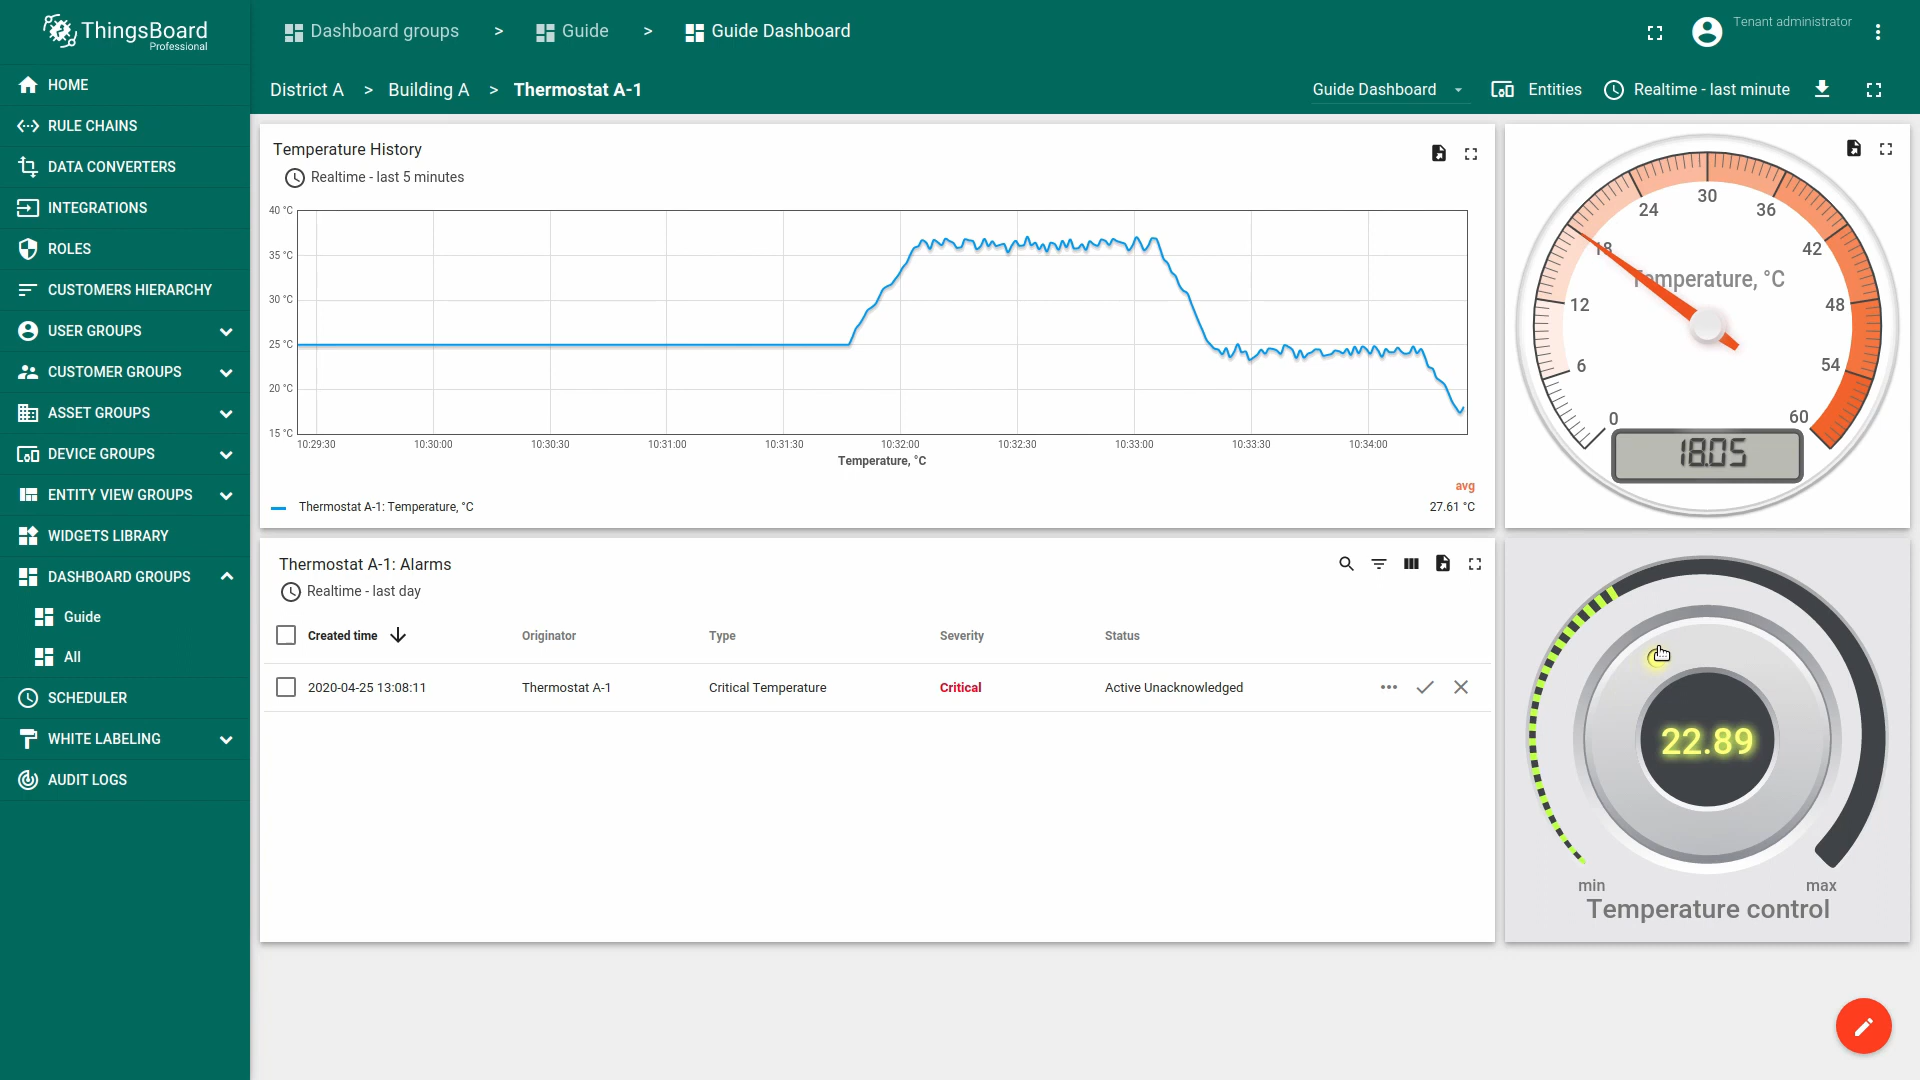 ThingsBoard
Professional
HOME
RULE CHAINS
DATA CONVERTERS
INTEGRATIONS
ROLES
CUSTOMERS HIERARCHY
USER GROUPS
CUSTOMER GROUPS
ASSET GROUPS
DEVICE GROUPS
ENTITY VIEW GROUPS
WIDGETS LIBRARY
DASHBOARD GROUPS
Guide
All
SCHEDULER
WHITE LABELING
AUDIT LOGS
Dashboard groups > Guide > Guide Dashboard
Tenant administrator
District A > Building A > Thermostat A-1
Guide Dashboard Entities Realtime - last minute
Temperature History
Realtime - last 5 minutes
40 °C
35 °C
30 °C
25 °C
20 °C
15 °C
10:29:30 10:30:00 10:30:30 10:31:00 10:31:30 10:32:00 10:32:30 10:33:00 10:33:30 10:34:00
Temperature, °C
avg
Thermostat A-1: Temperature, °C 27.61 °C
0 6 12 18 24 30 36 42 48 54 60
Temperature, °C
18.05
Thermostat A-1: Alarms
Realtime - last day
Created time Originator Type Severity Status
2020-04-25 13:08:11 Thermostat A-1 Critical Temperature Critical Active Unacknowledged
22.89
min max
Temperature control